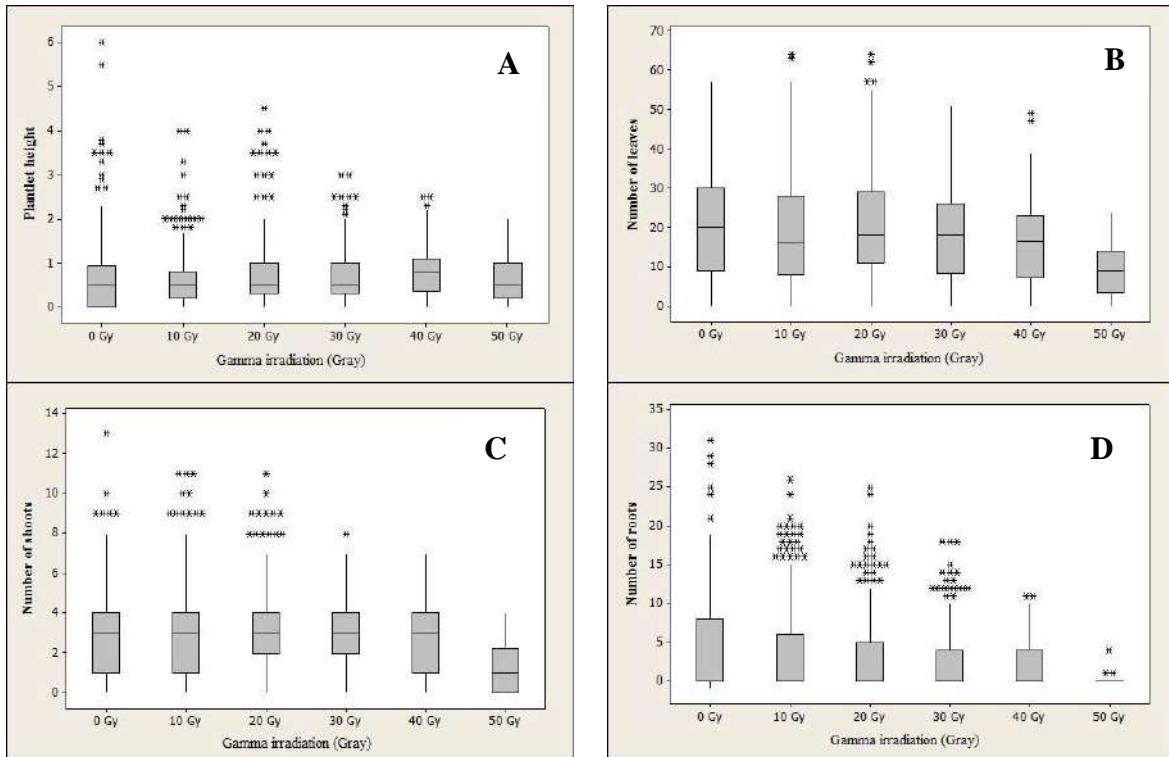 A
Plantlet height
6
5
4
3
2
1
0
0 Gy 10 Gy 20 Gy 30 Gy 40 Gy 50 Gy
Gamma irradiation (Gray)
B
Number of leaves
70
60
50
40
30
20
10
0
0 Gy 10 Gy 20 Gy 30 Gy 40 Gy 50 Gy
Gamma irradiation (Gray)
C
Number of shoots
14
12
10
8
6
4
2
0
0 Gy 10 Gy 20 Gy 30 Gy 40 Gy 50 Gy
Gamma irradiation (Gray)
D
Number of roots
35
30
25
20
15
10
5
0
0 Gy 10 Gy 20 Gy 30 Gy 40 Gy 50 Gy
Gamma irradiation (Gray)